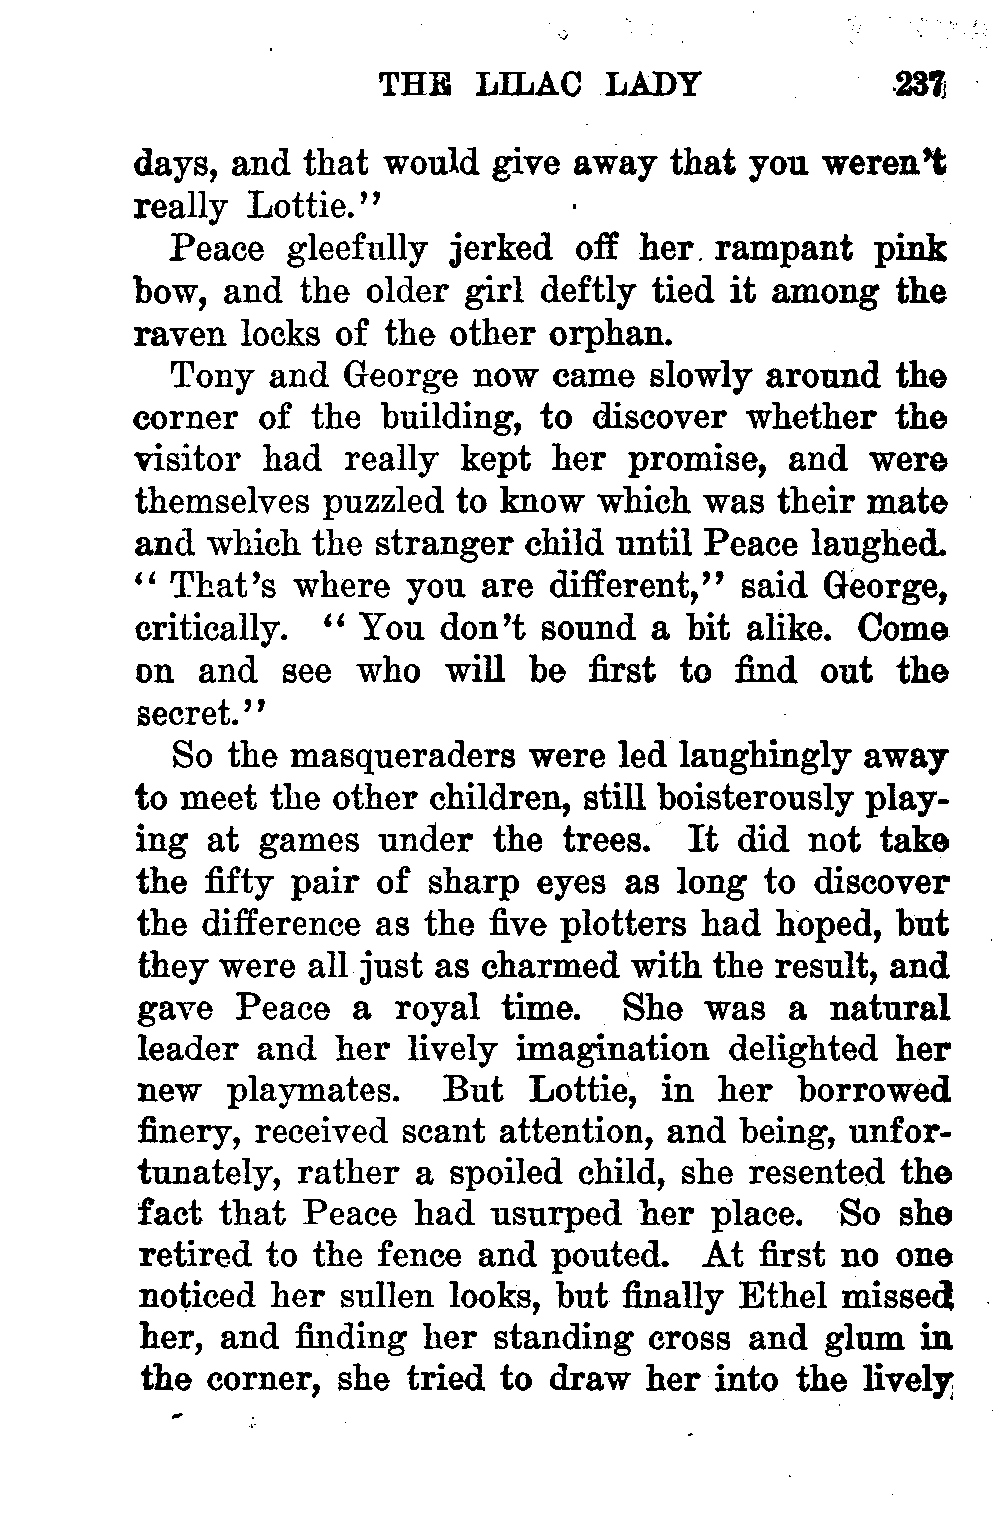 THE LILAC LADY 237
days, and that would give away that you weren't
really Lottie."
Peace gleefully jerked off her rampant pink
bow, and the older girl deftly tied it among the
raven locks of the other orphan.
Tony and George now came slowly around the
corner of the building, to discover whether the
visitor had really kept her promise, and were
themselves puzzled to know which was their mate
and which the stranger child until Peace laughed.
"That's where you are different," said George,
critically. "You don't sound a bit alike. Come
on and see who will be first to find out the
secret."
So the masqueraders were led laughingly away
to meet the other children, still boisterously play-
ing at games under the trees. It did not take
the fifty pair of sharp eyes as long to discover
the difference as the five plotters had hoped, but
they were all just as charmed with the result, and
gave Peace a royal time. She was a natural
leader and her lively imagination delighted her
new playmates. But Lottie, in her borrowed
finery, received scant attention, and being, unfor-
tunately, rather a spoiled child, she resented the
fact that Peace had usurped her place. So she
retired to the fence and pouted. At first no one
noticed her sullen looks, but finally Ethel missed
her, and finding her standing cross and glum in
the corner, she tried to draw her into the lively